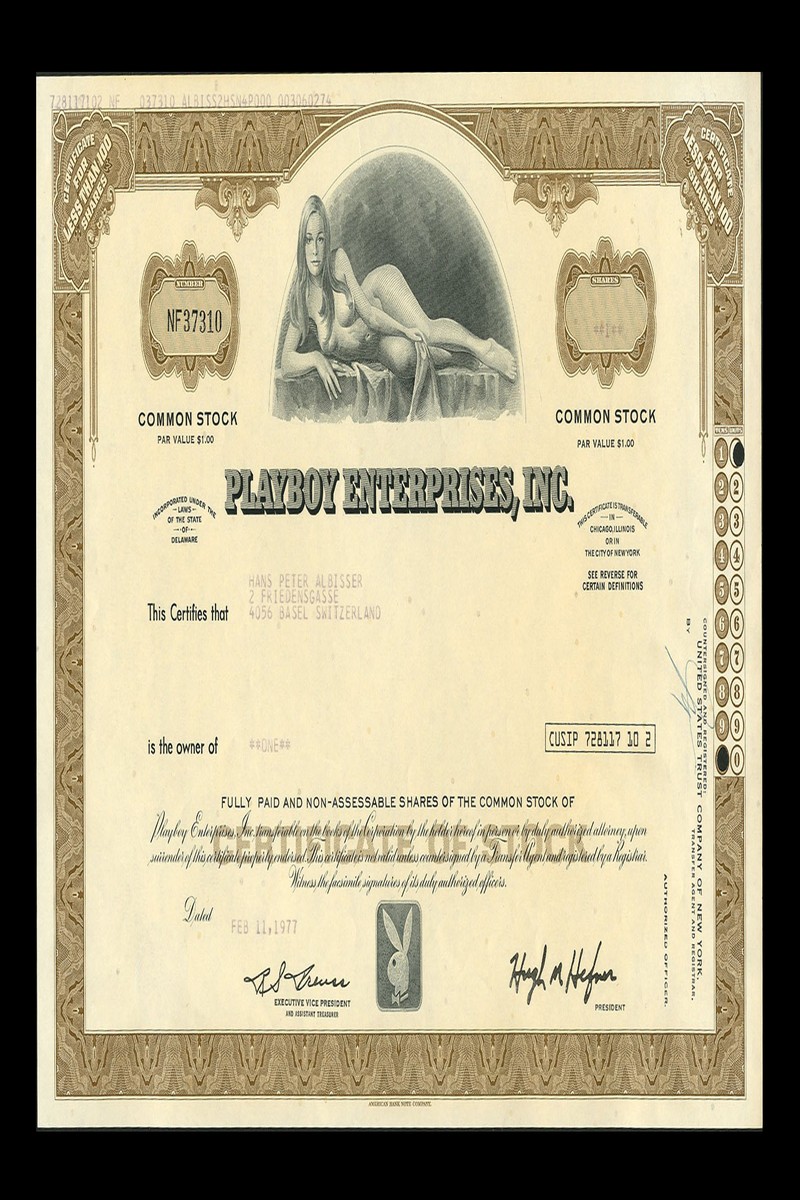 728117102 NF 037310 ALBISS2HSN4P000 003060274
CERTIFICATE
FOR
LESS THAN 100
SHARES
CERTIFICATE
FOR
LESS THAN 100
SHARES
NUMBER
NF37310
SHARES
**1**
COMMON STOCK
PAR VALUE $1.00
COMMON STOCK
PAR VALUE $1.00
PLAYBOY ENTERPRISES, INC.
INCORPORATED UNDER THE
LAWS
OF THE STATE
OF
DELAWARE
THIS CERTIFICATE IS TRANSFERABLE
IN
CHICAGO, ILLINOIS
OR IN
THE CITY OF NEW YORK
SEE REVERSE FOR
CERTAIN DEFINITIONS
TENS UNITS
1
2 2
3 3
4 4
5 5
6 6
7 7
8 8
9 9
0
HANS PETER ALBISSER
2 FRIEDENSGASSE
This Certifies that 4056 BASEL SWITZERLAND
is the owner of **ONE**
CUSIP 728117 10 2
FULLY PAID AND NON-ASSESSABLE SHARES OF THE COMMON STOCK OF
Playboy Enterprises, Inc. transferable on the books of the Corporation by the holder hereof in person or by duly authorized attorney, upon
surrender of this certificate properly endorsed. This certificate is not valid unless countersigned by a Transfer Agent and registered by a Registrar.
Witness the facsimile signatures of its duly authorized officers.
CERTIFICATE OF STOCK
Dated FEB 11, 1977
EXECUTIVE VICE PRESIDENT
AND ASSISTANT TREASURER
Hugh M Hefner
PRESIDENT
COUNTERSIGNED AND REGISTERED:
UNITED STATES TRUST COMPANY OF NEW YORK,
TRANSFER AGENT AND REGISTRAR.
BY
AUTHORIZED OFFICER.
AMERICAN BANK NOTE COMPANY.